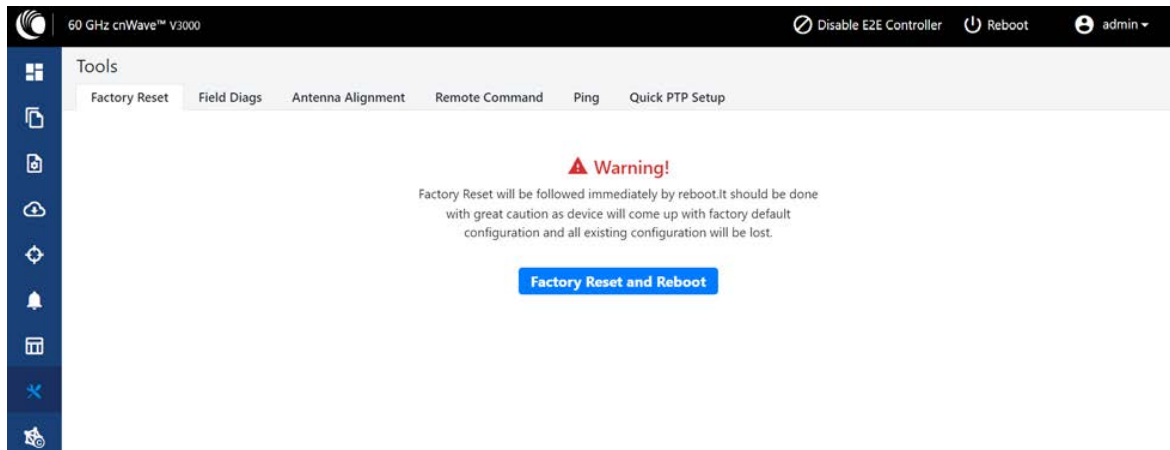 60 GHz cnWave™ V3000
Disable E2E Controller
Reboot
admin
Tools
Factory Reset
Field Diags
Antenna Alignment
Remote Command
Ping
Quick PTP Setup
Warning!
Factory Reset will be followed immediately by reboot.It should be done
with great caution as device will come up with factory default
configuration and all existing configuration will be lost.
Factory Reset and Reboot